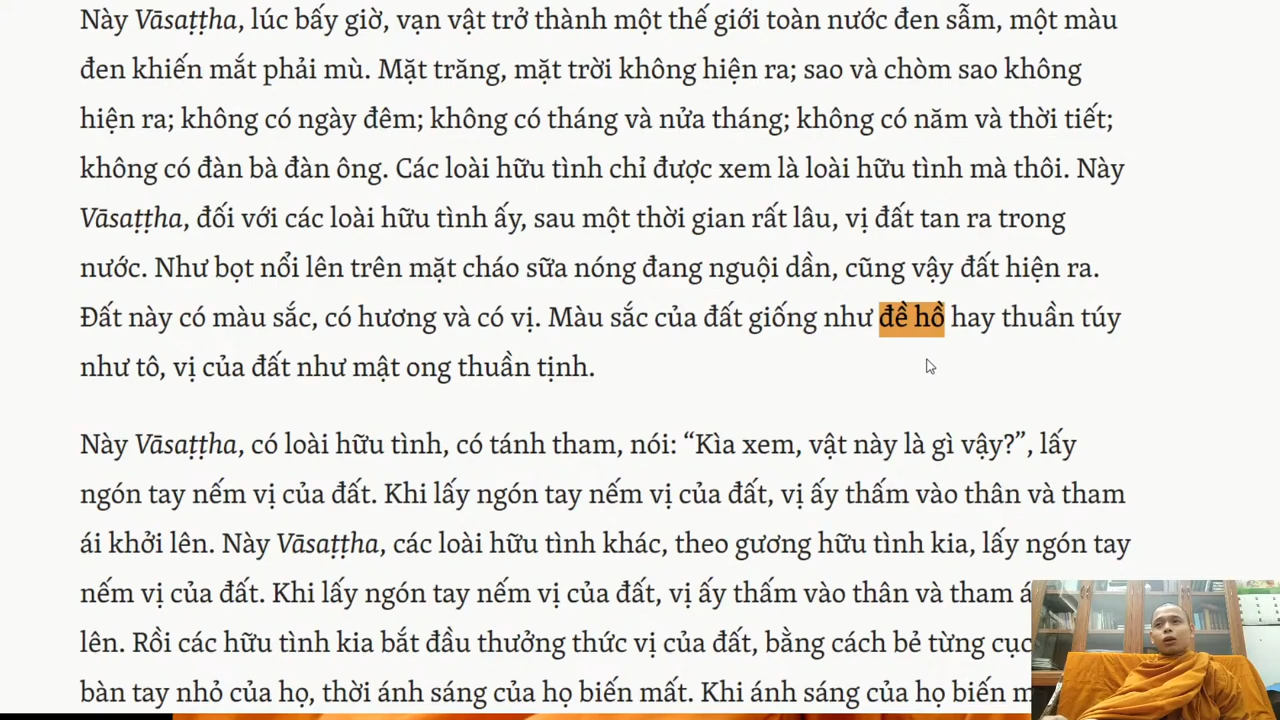 Này Vāsaṭṭha, lúc bấy giờ, vạn vật trở thành một thế giới toàn nước đen sẫm, một màu
đen khiến mắt phải mù. Mặt trăng, mặt trời không hiện ra; sao và chòm sao không
hiện ra; không có ngày đêm; không có tháng và nửa tháng; không có năm và thời tiết;
không có đàn bà đàn ông. Các loài hữu tình chỉ được xem là loài hữu tình mà thôi. Này
Vāsaṭṭha, đối với các loài hữu tình ấy, sau một thời gian rất lâu, vị đất tan ra trong
nước. Như bọt nổi lên trên mặt cháo sữa nóng đang nguội dần, cũng vậy đất hiện ra.
Đất này có màu sắc, có hương và có vị. Màu sắc của đất giống như đề hồ hay thuần túy
như tô, vị của đất như mật ong thuần tịnh.
Này Vāsaṭṭha, có loài hữu tình, có tánh tham, nói: “Kìa xem, vật này là gì vậy?”, lấy
ngón tay nếm vị của đất. Khi lấy ngón tay nếm vị của đất, vị ấy thấm vào thân và tham
ái khởi lên. Này Vāsaṭṭha, các loài hữu tình khác, theo gương hữu tình kia, lấy ngón tay
nếm vị của đất. Khi lấy ngón tay nếm vị của đất, vị ấy thấm vào thân và tham
lên. Rồi các hữu tình kia bắt đầu thưởng thức vị của đất, bằng cách bẻ từng cục
bàn tay nhỏ của họ, thời ánh sáng của họ biến mất. Khi ánh sáng của họ biến